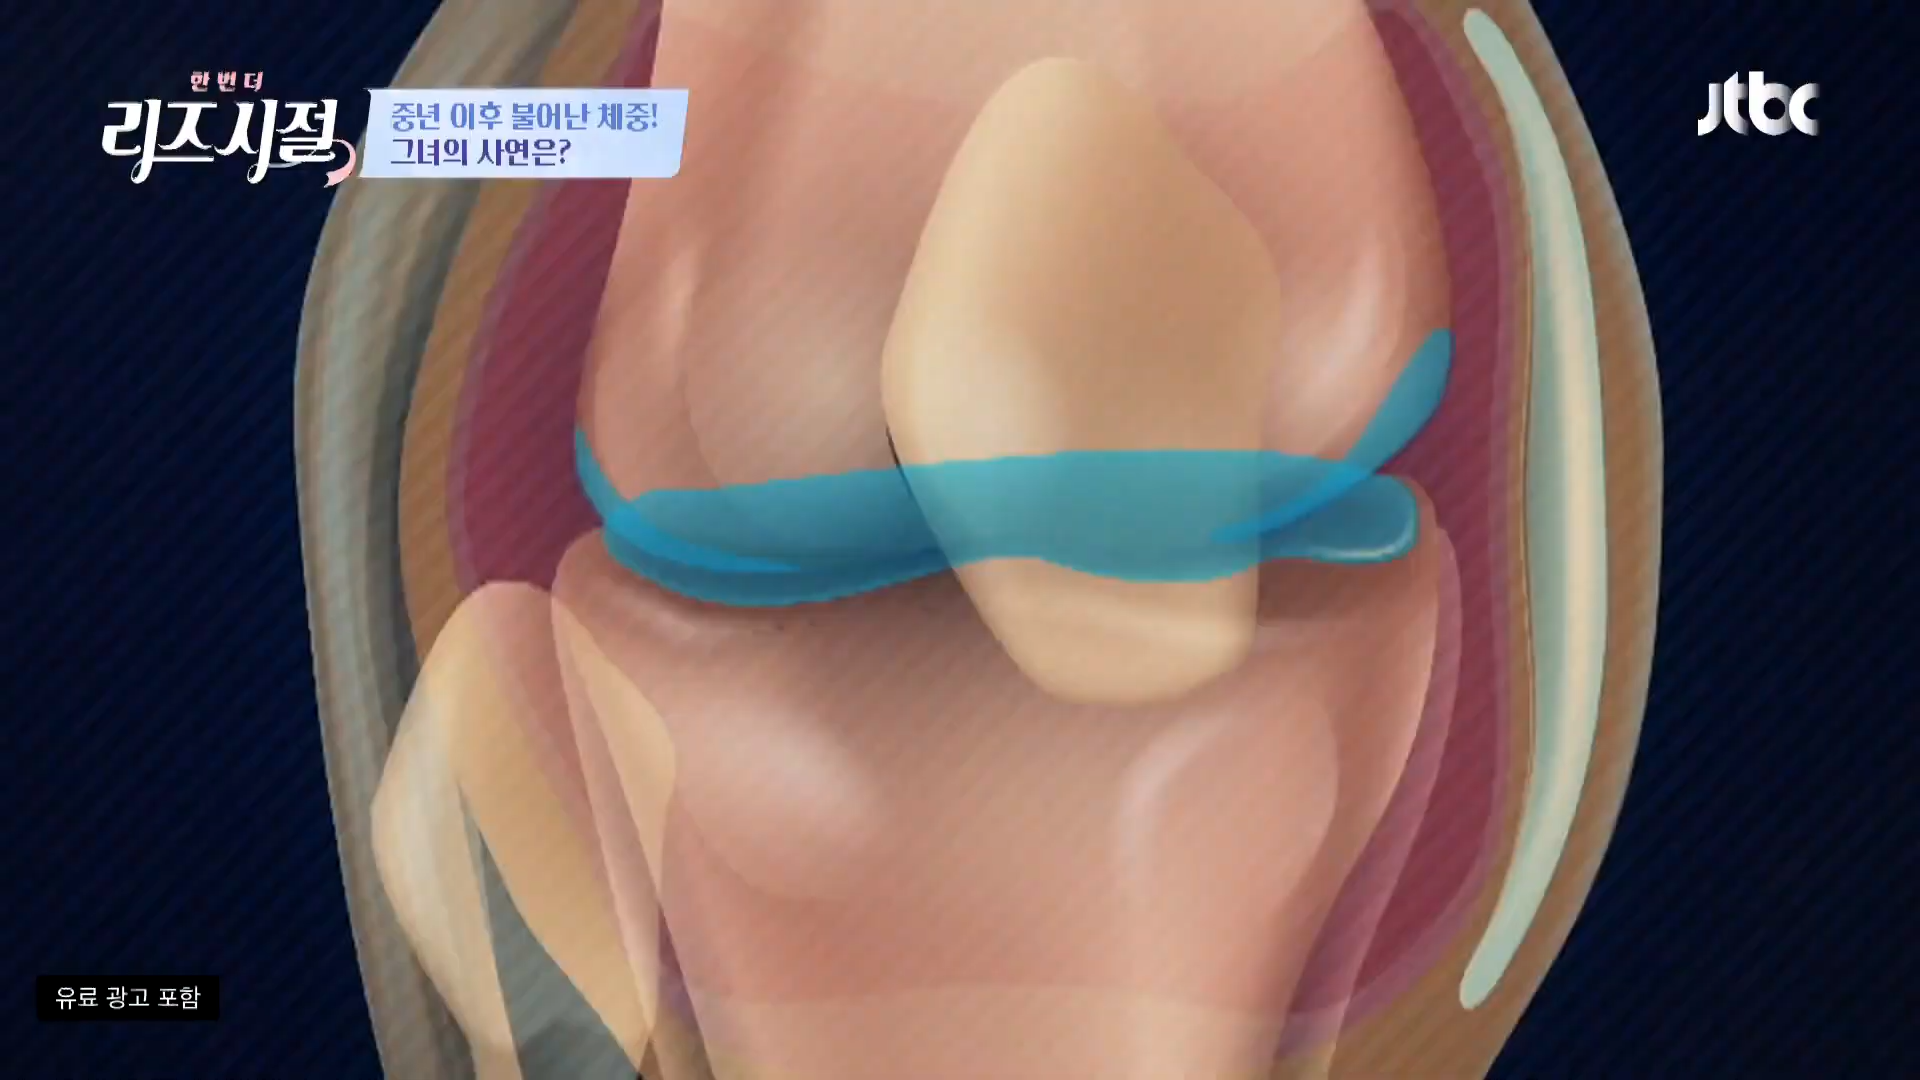 한 번 더
리즈시절
중년 이후 불어난 체중!
그녀의 사연은?
jtbc
유료 광고 포함